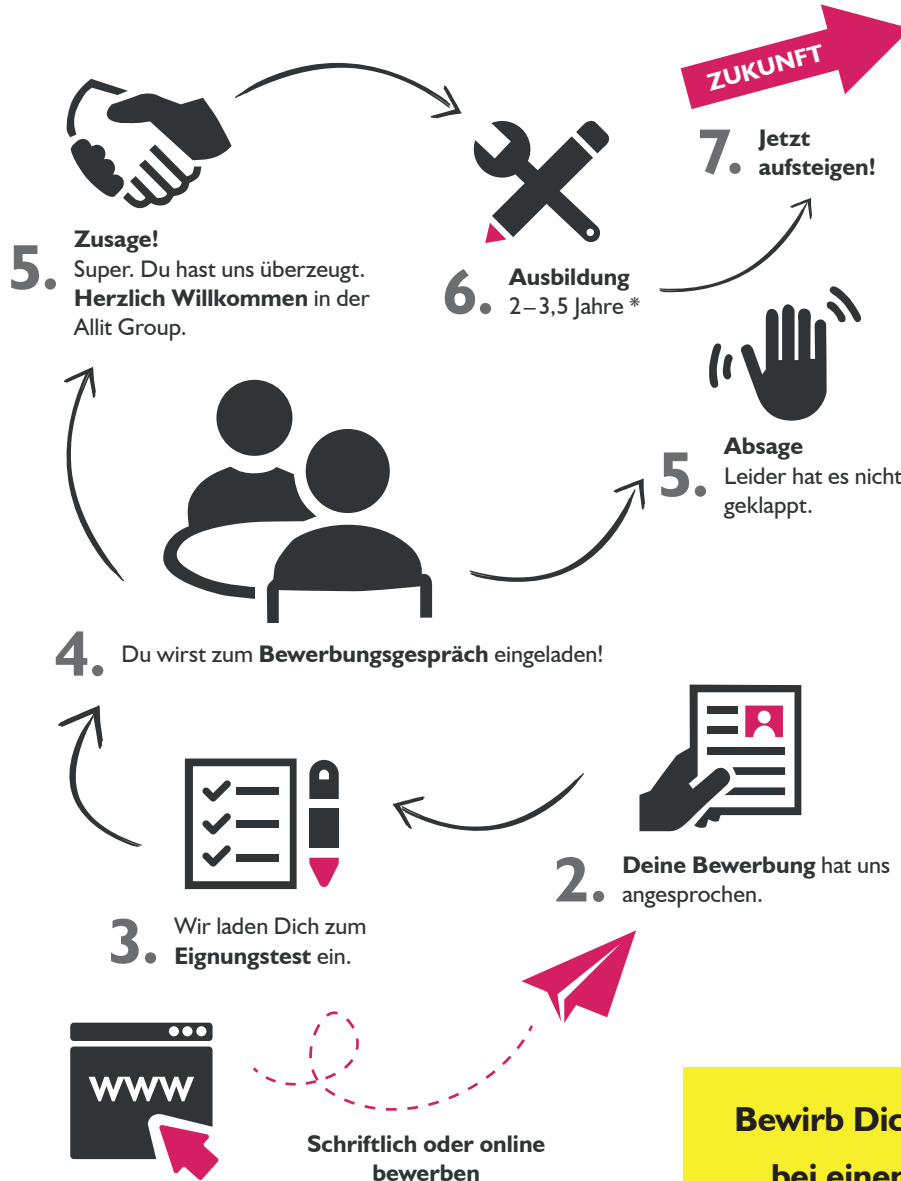 ZUKUNFT
7. Jetzt
aufsteigen!
5. Zusage!
Super. Du hast uns überzeugt.
Herzlich Willkommen in der
Allit Group.
6. Ausbildung
2–3,5 Jahre *
5. Absage
Leider hat es nicht
geklappt.
4. Du wirst zum Bewerbungsgespräch eingeladen!
2. Deine Bewerbung hat uns
angesprochen.
3. Wir laden Dich zum
Eignungstest ein.
www
Schriftlich oder online
bewerben
Bewirb
bei